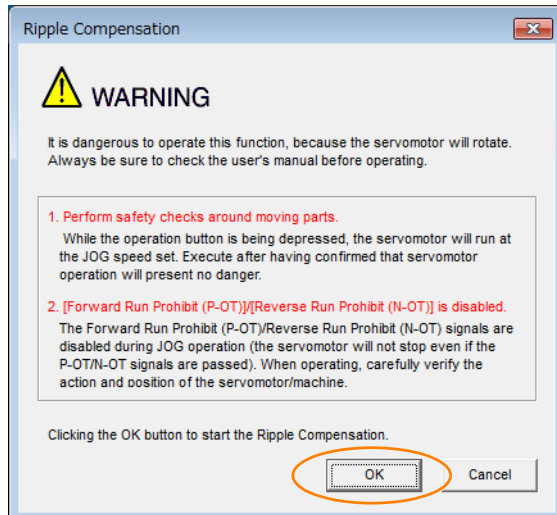 Ripple Compensation
WARNING
It is dangerous to operate this function, because the servomotor will rotate.
Always be sure to check the user's manual before operating.
1. Perform safety checks around moving parts.
While the operation button is being depressed, the servomotor will run at
the JOG speed set. Execute after having confirmed that servomotor
operation will present no danger.
2. [Forward Run Prohibit (P-OT)]/[Reverse Run Prohibit (N-OT)] is disabled.
The Forward Run Prohibit (P-OT)/Reverse Run Prohibit (N-OT) signals are
disabled during JOG operation (the servomotor will not stop even if the
P-OT/N-OT signals are passed). When operating, carefully verify the
action and position of the servomotor/machine.
Clicking the OK button to start the Ripple Compensation.
OK Cancel